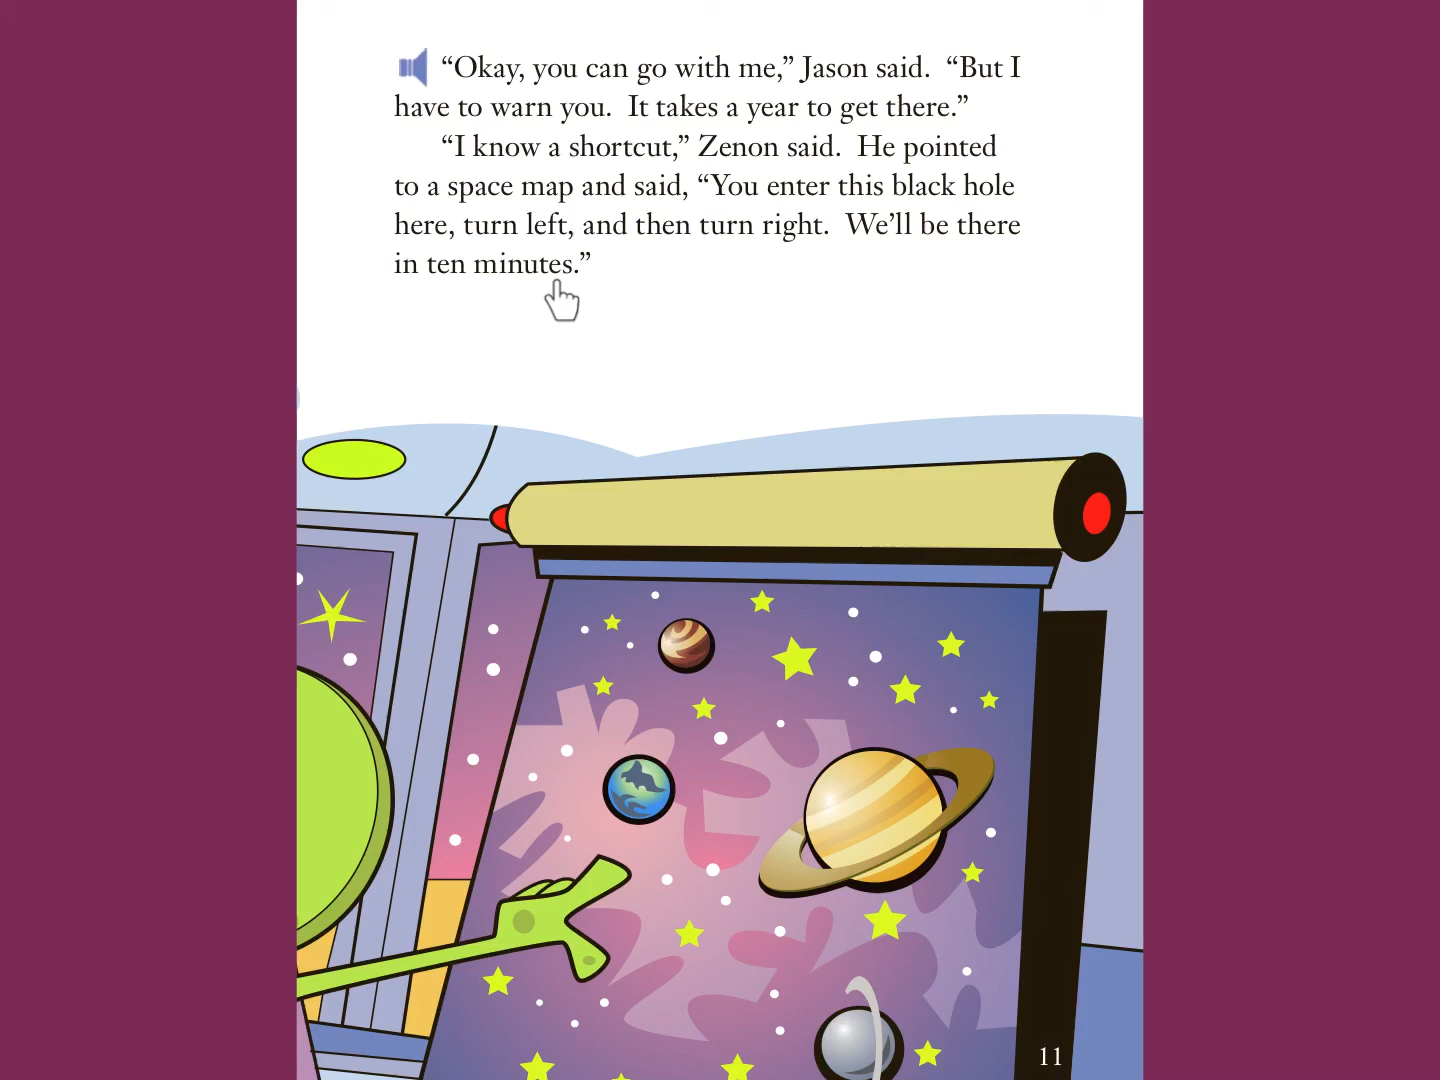 “Okay, you can go with me,” Jason said.  “But I
have to warn you.  It takes a year to get there.”
“I know a shortcut,” Zenon said.  He pointed
to a space map and said, “You enter this black hole
here, turn left, and then turn right.  We’ll be there
in ten minutes.”
11